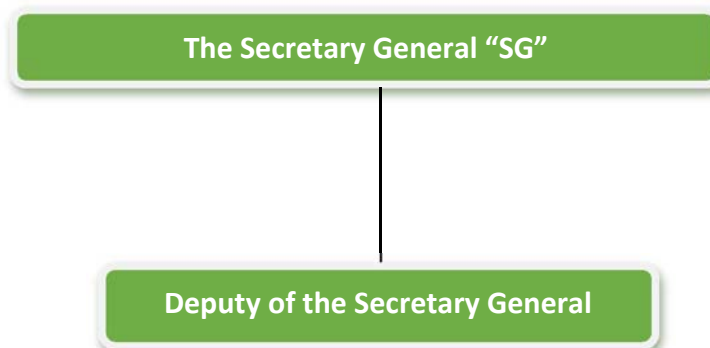 The Secretary General “SG”
Deputy of the Secretary General